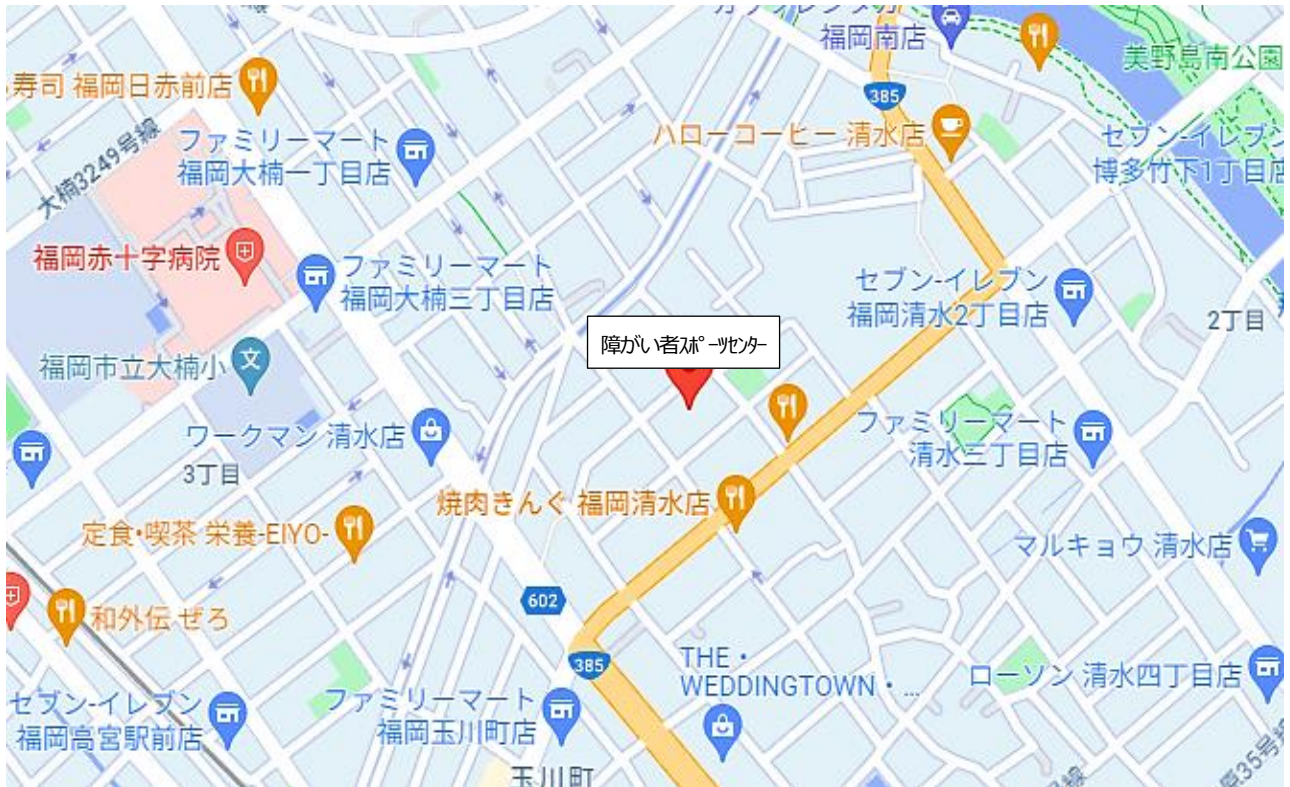 福岡南店
美野島南公園
寿司 福岡日赤前店
385
大楠3249号線
ファミリーマート
福岡大楠一丁目店
ハローコーヒー 清水店
セブン-イレブン
博多竹下1丁目店
福岡赤十字病院
ファミリーマート
福岡大楠三丁目店
セブン-イレブン
福岡清水2丁目店
2丁目
障がい者スポーツセンター
福岡市立大楠小
文
ワークマン 清水店
ファミリーマート
清水三丁目店
3丁目
焼肉きんぐ 福岡清水店
定食・喫茶 栄養-EIYO-
マルキョウ 清水店
602
和外伝 ぜろ
385
THE・
WEDDINGTOWN・...
ローソン 清水四丁目店
セブン-イレブン
福岡高宮駅前店
ファミリーマート
福岡玉川町店
玉川町
35号線